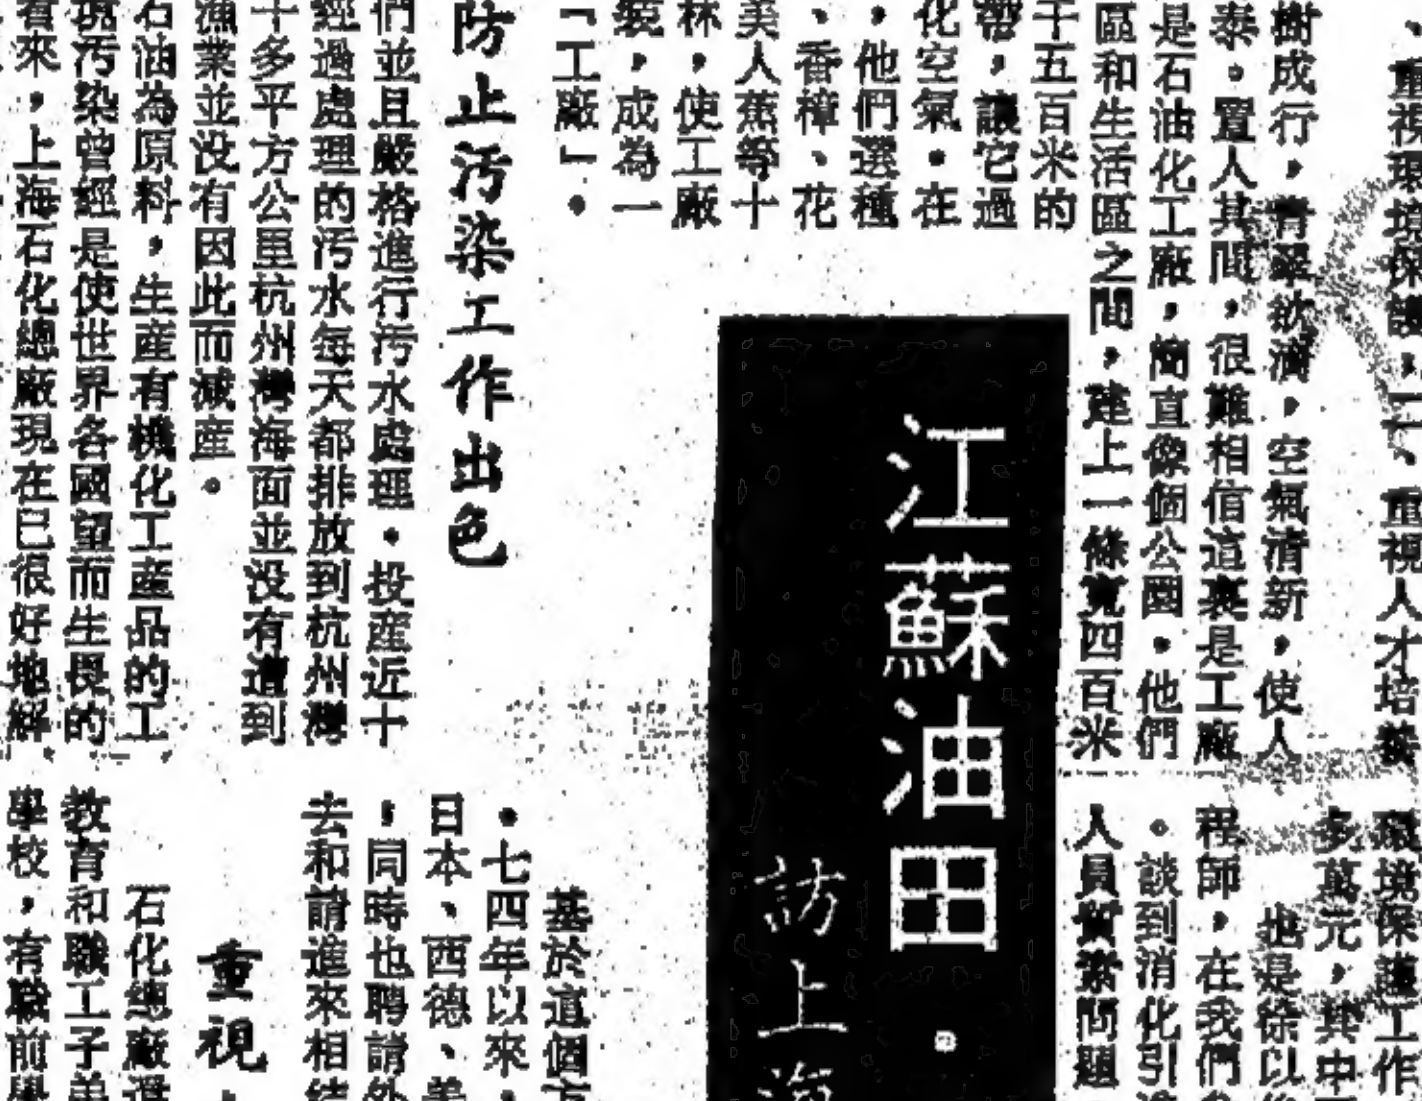 、重視環境保護，二、重視人才培養
樹成行，青翠欲滴，空氣清新，使人
泰。置人其間，很難相信這裏是工廠
是石油化工廠，簡直像個公園。他們
區和生活區之間，建上一條寬四百米
千五百米的
帶，讓它過
化空氣。在
，他們選種
、香樟、花
美人蕉等十
林，使工廠
裝，成為一
「工廠」。
江蘇油田・
訪上海
防止污染工作出色
們並且嚴格進行污水處理。投産近十
經過處理的污水每天都排放到杭州灣
十多平方公里杭州灣海面並没有遭到
漁業並没有因此而減産。
石油為原料，生産有機化工産品的工
境污染曾經是使世界各國望而生畏的
看來，上海石化總廠現在已很好地解
環境保護工作
多萬元，其中
也是徐以
程師，在我們
。談到消化引進
人員質素問題
基於這個方
。七四年以來，
日本、西德、美
，同時也聘請外
去和請進來相結
重視
石化總廠還
教育和職工子弟
學校，有職前